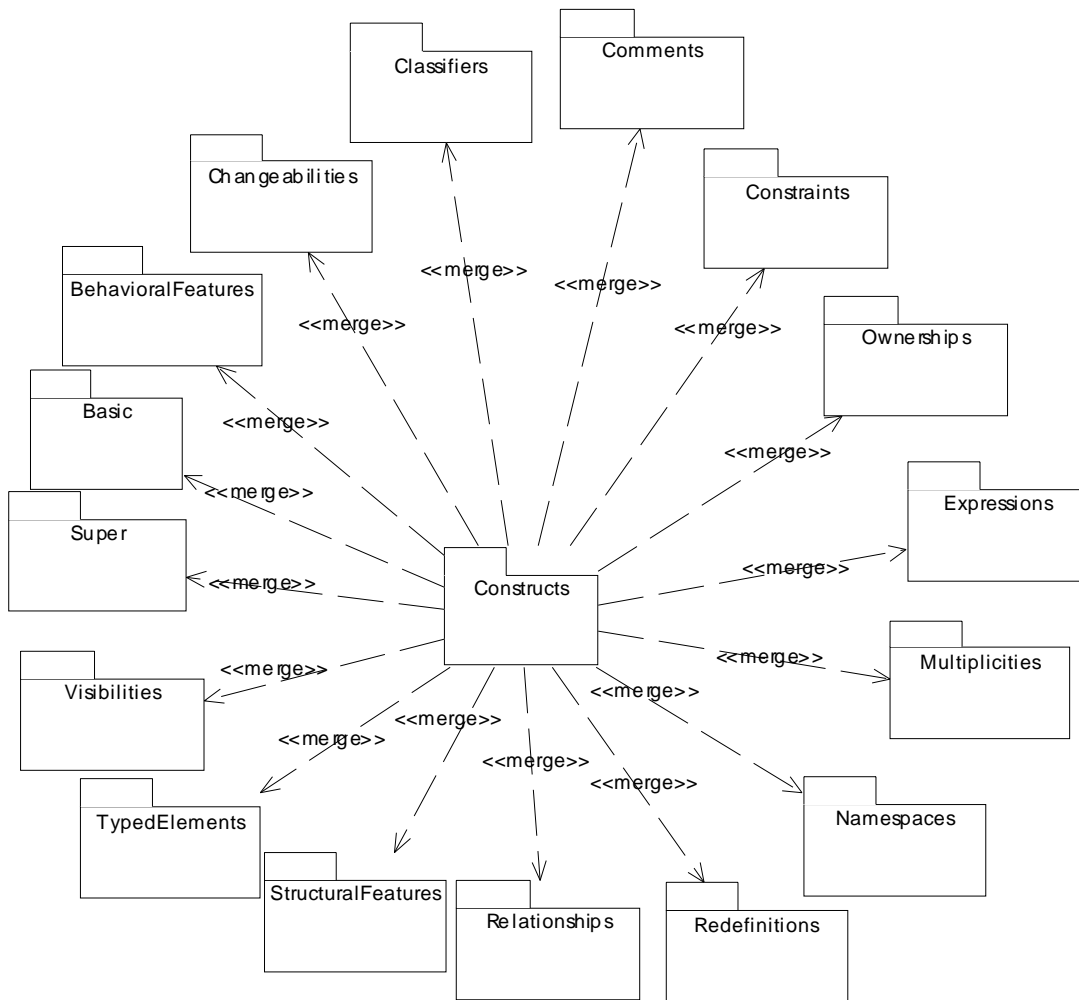 Comments
Classifiers
Changeabilities
Constraints
<<merge>>
<<merge>>
BehavioralFeatures
<<merge>>
<<merge>>
Ownerships
Basic
<<merge>>
<<merge>>
<<merge>>
Expressions
Super
<<merge>>
<<merge>>
Constructs
<<merge>>
<<merge>>
Multiplicities
Visibilities
<<merge>>
<<merge>>
<<merge>>
<<merge>>
<<merge>>
TypedElements
Namespaces
StructuralFeatures
Relationships
Redefinitions